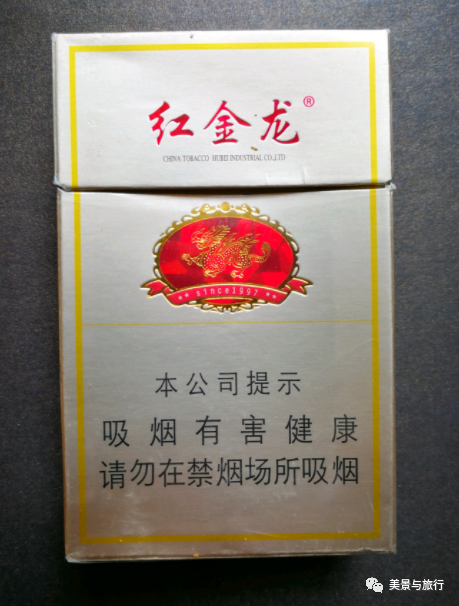 红金龙®
CHINA TOBACCO HUBEI INDUSTRIAL CO.,LTD
** since1997 **
本公司提示
吸烟有害健康
请勿在禁烟场所吸烟
美景与旅行